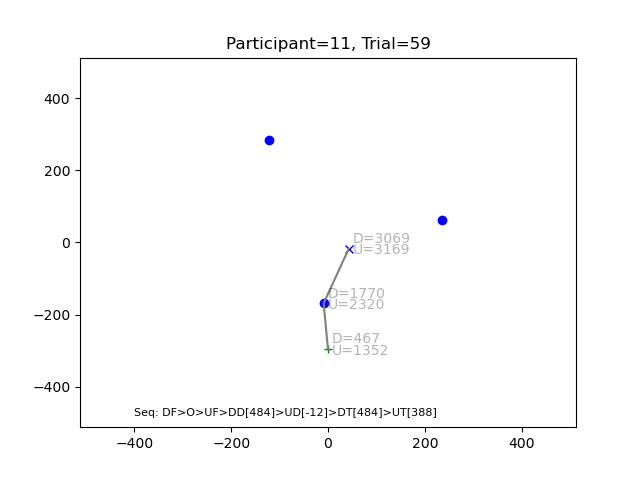 Participant=11, Trial=59
400
200
0
−200
−400
D=3069
U=3169
D=1770
U=2320
D=467
U=1352
Seq: DF>O>UF>DD[484]>UD[-12]>DT[484]>UT[388]
−400
−200
0
200
400